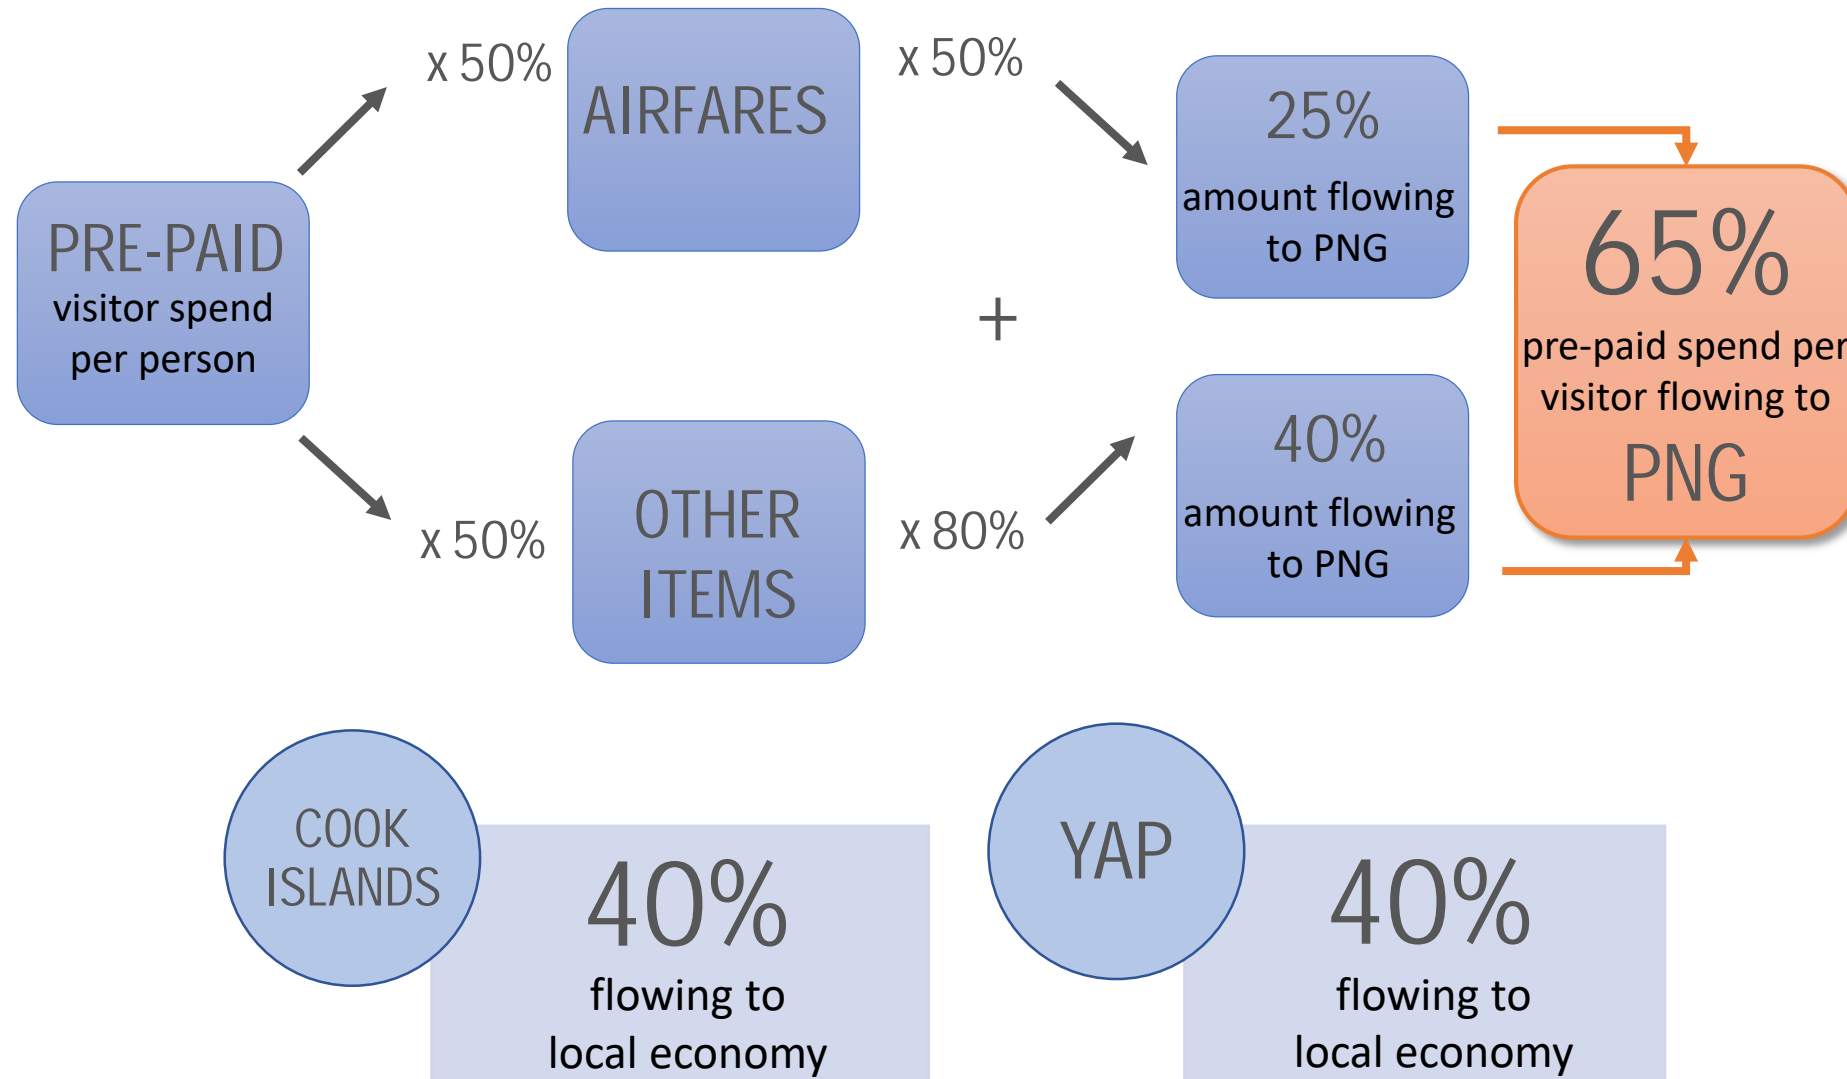 PRE-PAID
visitor spend
per person
x 50%
AIRFARES
x 50%
25%
amount flowing
to PNG
+
x 50%
OTHER
ITEMS
x 80%
40%
amount flowing
to PNG
65%
pre-paid spend per
visitor flowing to
PNG
COOK
ISLANDS
40%
flowing to
local economy
YAP
40%
flowing to
local economy